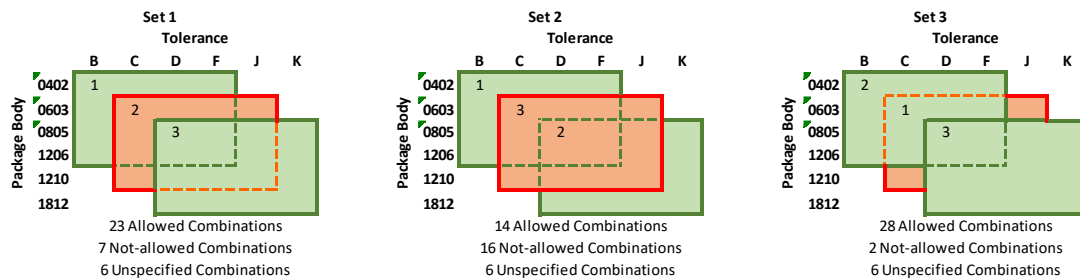 Set 1
Tolerance
B C D F J K
Package Body
0402 1
0603 2
0805 3
1206
1210
1812
23 Allowed Combinations
7 Not-allowed Combinations
6 Unspecified Combinations
Set 2
Tolerance
B C D F J K
Package Body
0402 1
0603 3
0805 2
1206
1210
1812
14 Allowed Combinations
16 Not-allowed Combinations
6 Unspecified Combinations
Set 3
Tolerance
B C D F J K
Package Body
0402 2
0603 1
0805 3
1206
1210
1812
28 Allowed Combinations
2 Not-allowed Combinations
6 Unspecified Combinations